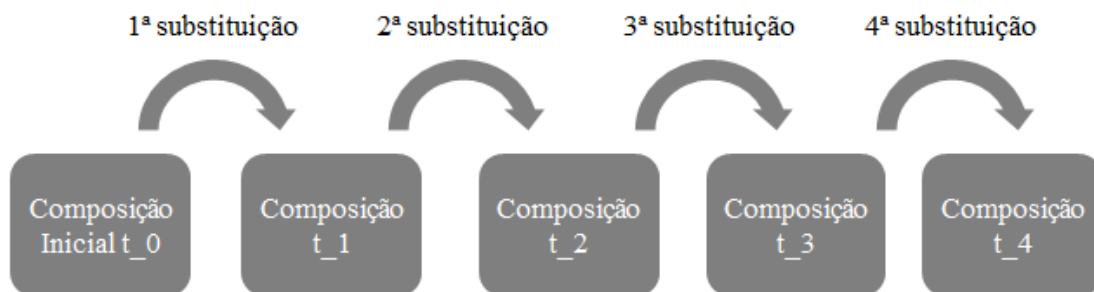 1ª substituição 2ª substituição 3ª substituição 4ª substituição
Composição Inicial t_0
Composição t_1
Composição t_2
Composição t_3
Composição t_4